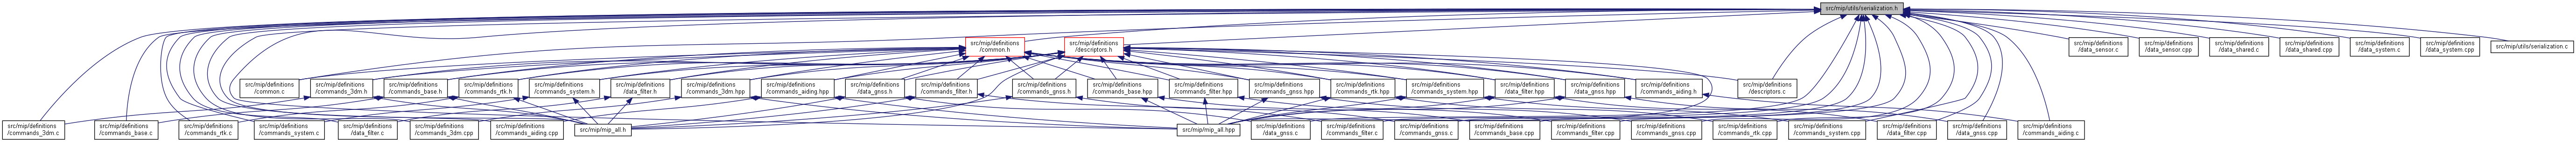 src/mip/utils/serialization.h
src/mip/definitions
/common.h
src/mip/definitions
/descriptors.h
src/mip/definitions
/data_sensor.c
src/mip/definitions
/data_sensor.cpp
src/mip/definitions
/data_shared.c
src/mip/definitions
/data_shared.cpp
src/mip/definitions
/data_system.c
src/mip/definitions
/data_system.cpp
src/mip/utils/serialization.c
src/mip/definitions
/common.c
src/mip/definitions
/commands_3dm.h
src/mip/definitions
/commands_base.h
src/mip/definitions
/commands_rtk.h
src/mip/definitions
/commands_system.h
src/mip/definitions
/data_filter.h
src/mip/definitions
/commands_3dm.hpp
src/mip/definitions
/commands_aiding.hpp
src/mip/definitions
/data_gnss.h
src/mip/definitions
/commands_filter.h
src/mip/definitions
/commands_gnss.h
src/mip/definitions
/commands_base.hpp
src/mip/definitions
/commands_filter.hpp
src/mip/definitions
/commands_gnss.hpp
src/mip/definitions
/commands_rtk.hpp
src/mip/definitions
/commands_system.hpp
src/mip/definitions
/data_filter.hpp
src/mip/definitions
/data_gnss.hpp
src/mip/definitions
/commands_aiding.h
src/mip/definitions
/descriptors.c
src/mip/definitions
/commands_3dm.c
src/mip/definitions
/commands_base.c
src/mip/definitions
/commands_rtk.c
src/mip/definitions
/commands_system.c
src/mip/definitions
/data_filter.c
src/mip/definitions
/commands_3dm.cpp
src/mip/definitions
/commands_aiding.cpp
src/mip/mip_all.h
src/mip/mip_all.hpp
src/mip/definitions
/data_gnss.c
src/mip/definitions
/commands_filter.c
src/mip/definitions
/commands_gnss.c
src/mip/definitions
/commands_base.cpp
src/mip/definitions
/commands_filter.cpp
src/mip/definitions
/commands_gnss.cpp
src/mip/definitions
/commands_rtk.cpp
src/mip/definitions
/commands_system.cpp
src/mip/definitions
/data_filter.cpp
src/mip/definitions
/data_gnss.cpp
src/mip/definitions
/commands_aiding.c